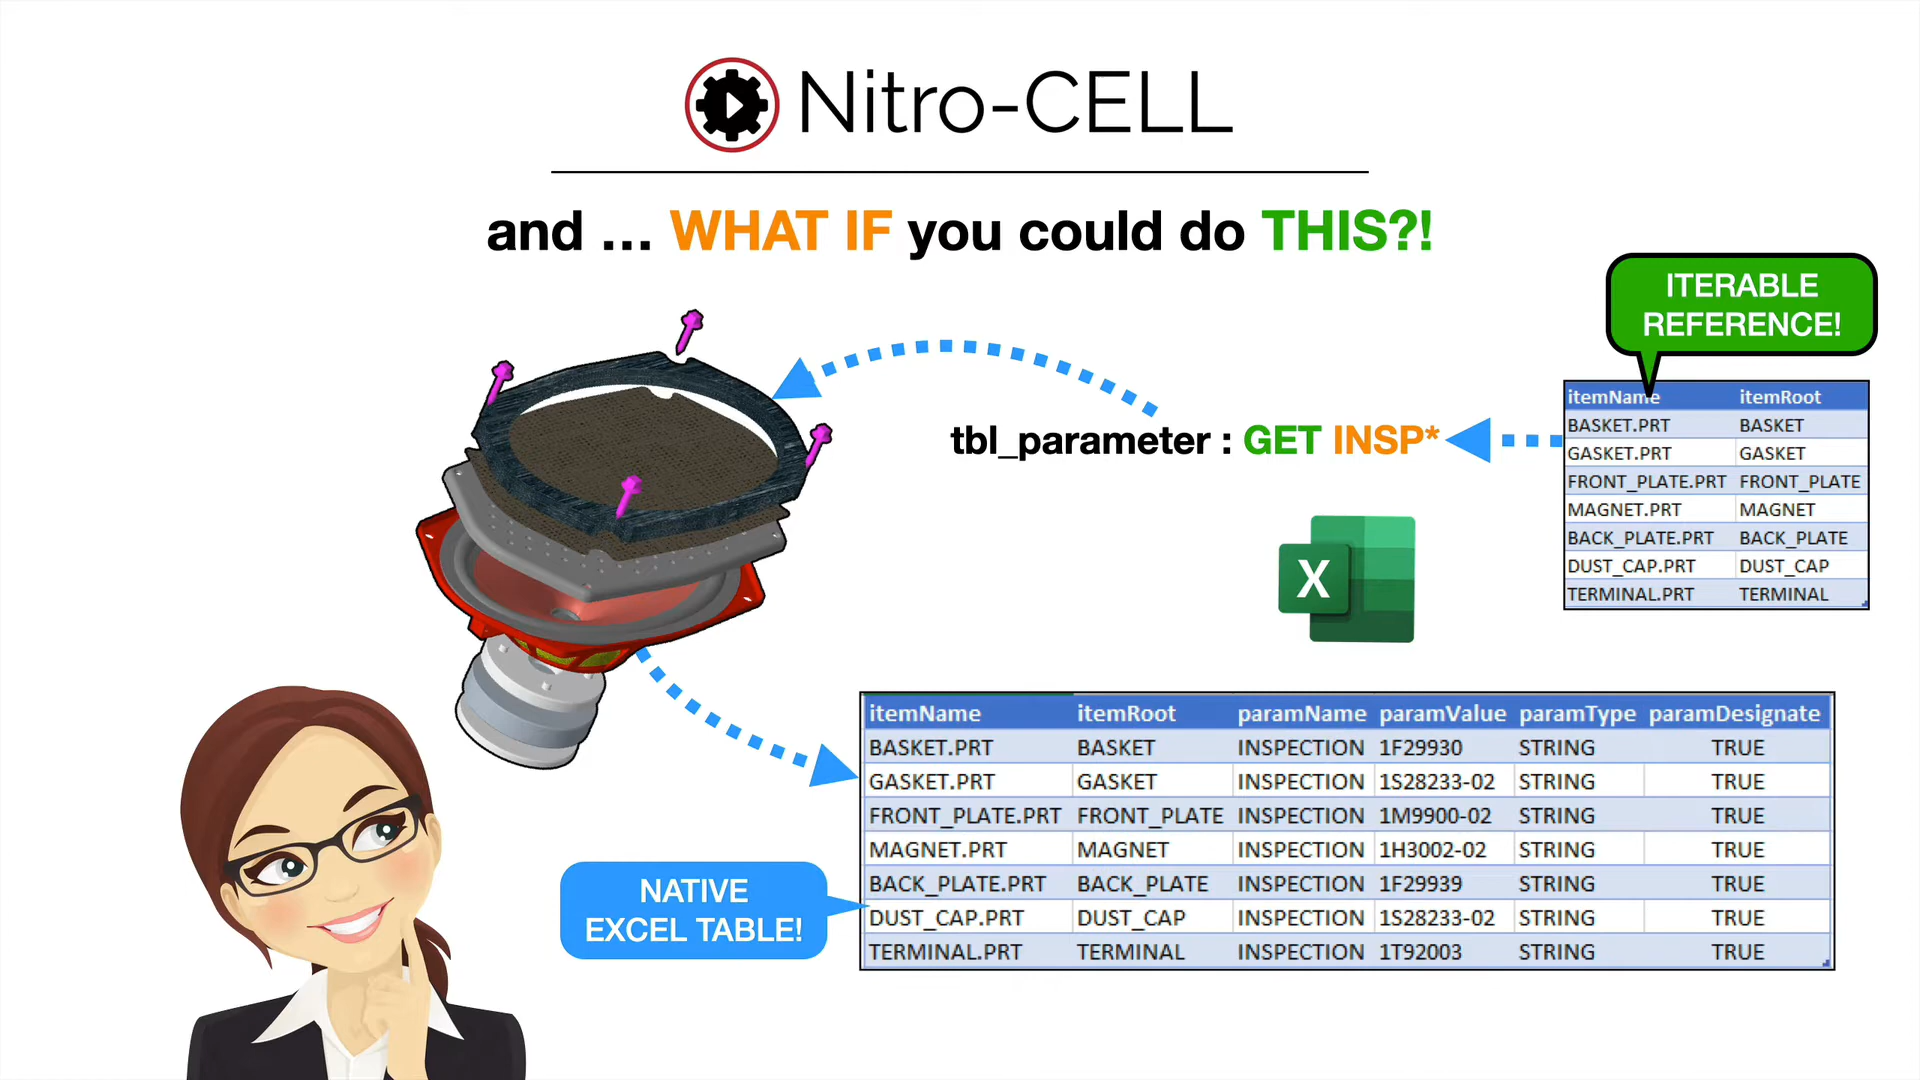 Nitro-CELL
and ... WHAT IF you could do THIS?!
ITERABLE
REFERENCE!
tbl_parameter : GET INSP*
itemName itemRoot
BASKET.PRT BASKET
GASKET.PRT GASKET
FRONT_PLATE.PRT FRONT_PLATE
MAGNET.PRT MAGNET
BACK_PLATE.PRT BACK_PLATE
DUST_CAP.PRT DUST_CAP
TERMINAL.PRT TERMINAL
X
itemName itemRoot paramName paramValue paramType paramDesignate
BASKET.PRT BASKET INSPECTION 1F29930 STRING TRUE
GASKET.PRT GASKET INSPECTION 1S28233-02 STRING TRUE
FRONT_PLATE.PRT FRONT_PLATE INSPECTION 1M9900-02 STRING TRUE
MAGNET.PRT MAGNET INSPECTION 1H3002-02 STRING TRUE
BACK_PLATE.PRT BACK_PLATE INSPECTION 1F29939 STRING TRUE
DUST_CAP.PRT DUST_CAP INSPECTION 1S28233-02 STRING TRUE
TERMINAL.PRT TERMINAL INSPECTION 1T92003 STRING TRUE
NATIVE
EXCEL TABLE!